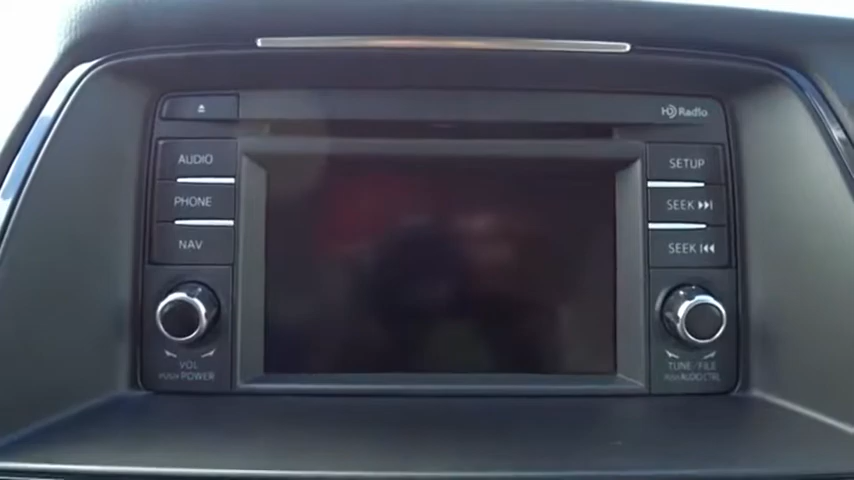 HD Radio
AUDIO
SETUP
PHONE
SEEK
NAV
SEEK
VOL
PUSH POWER
TUNE/FILE
PUSH AUDIO CTRL